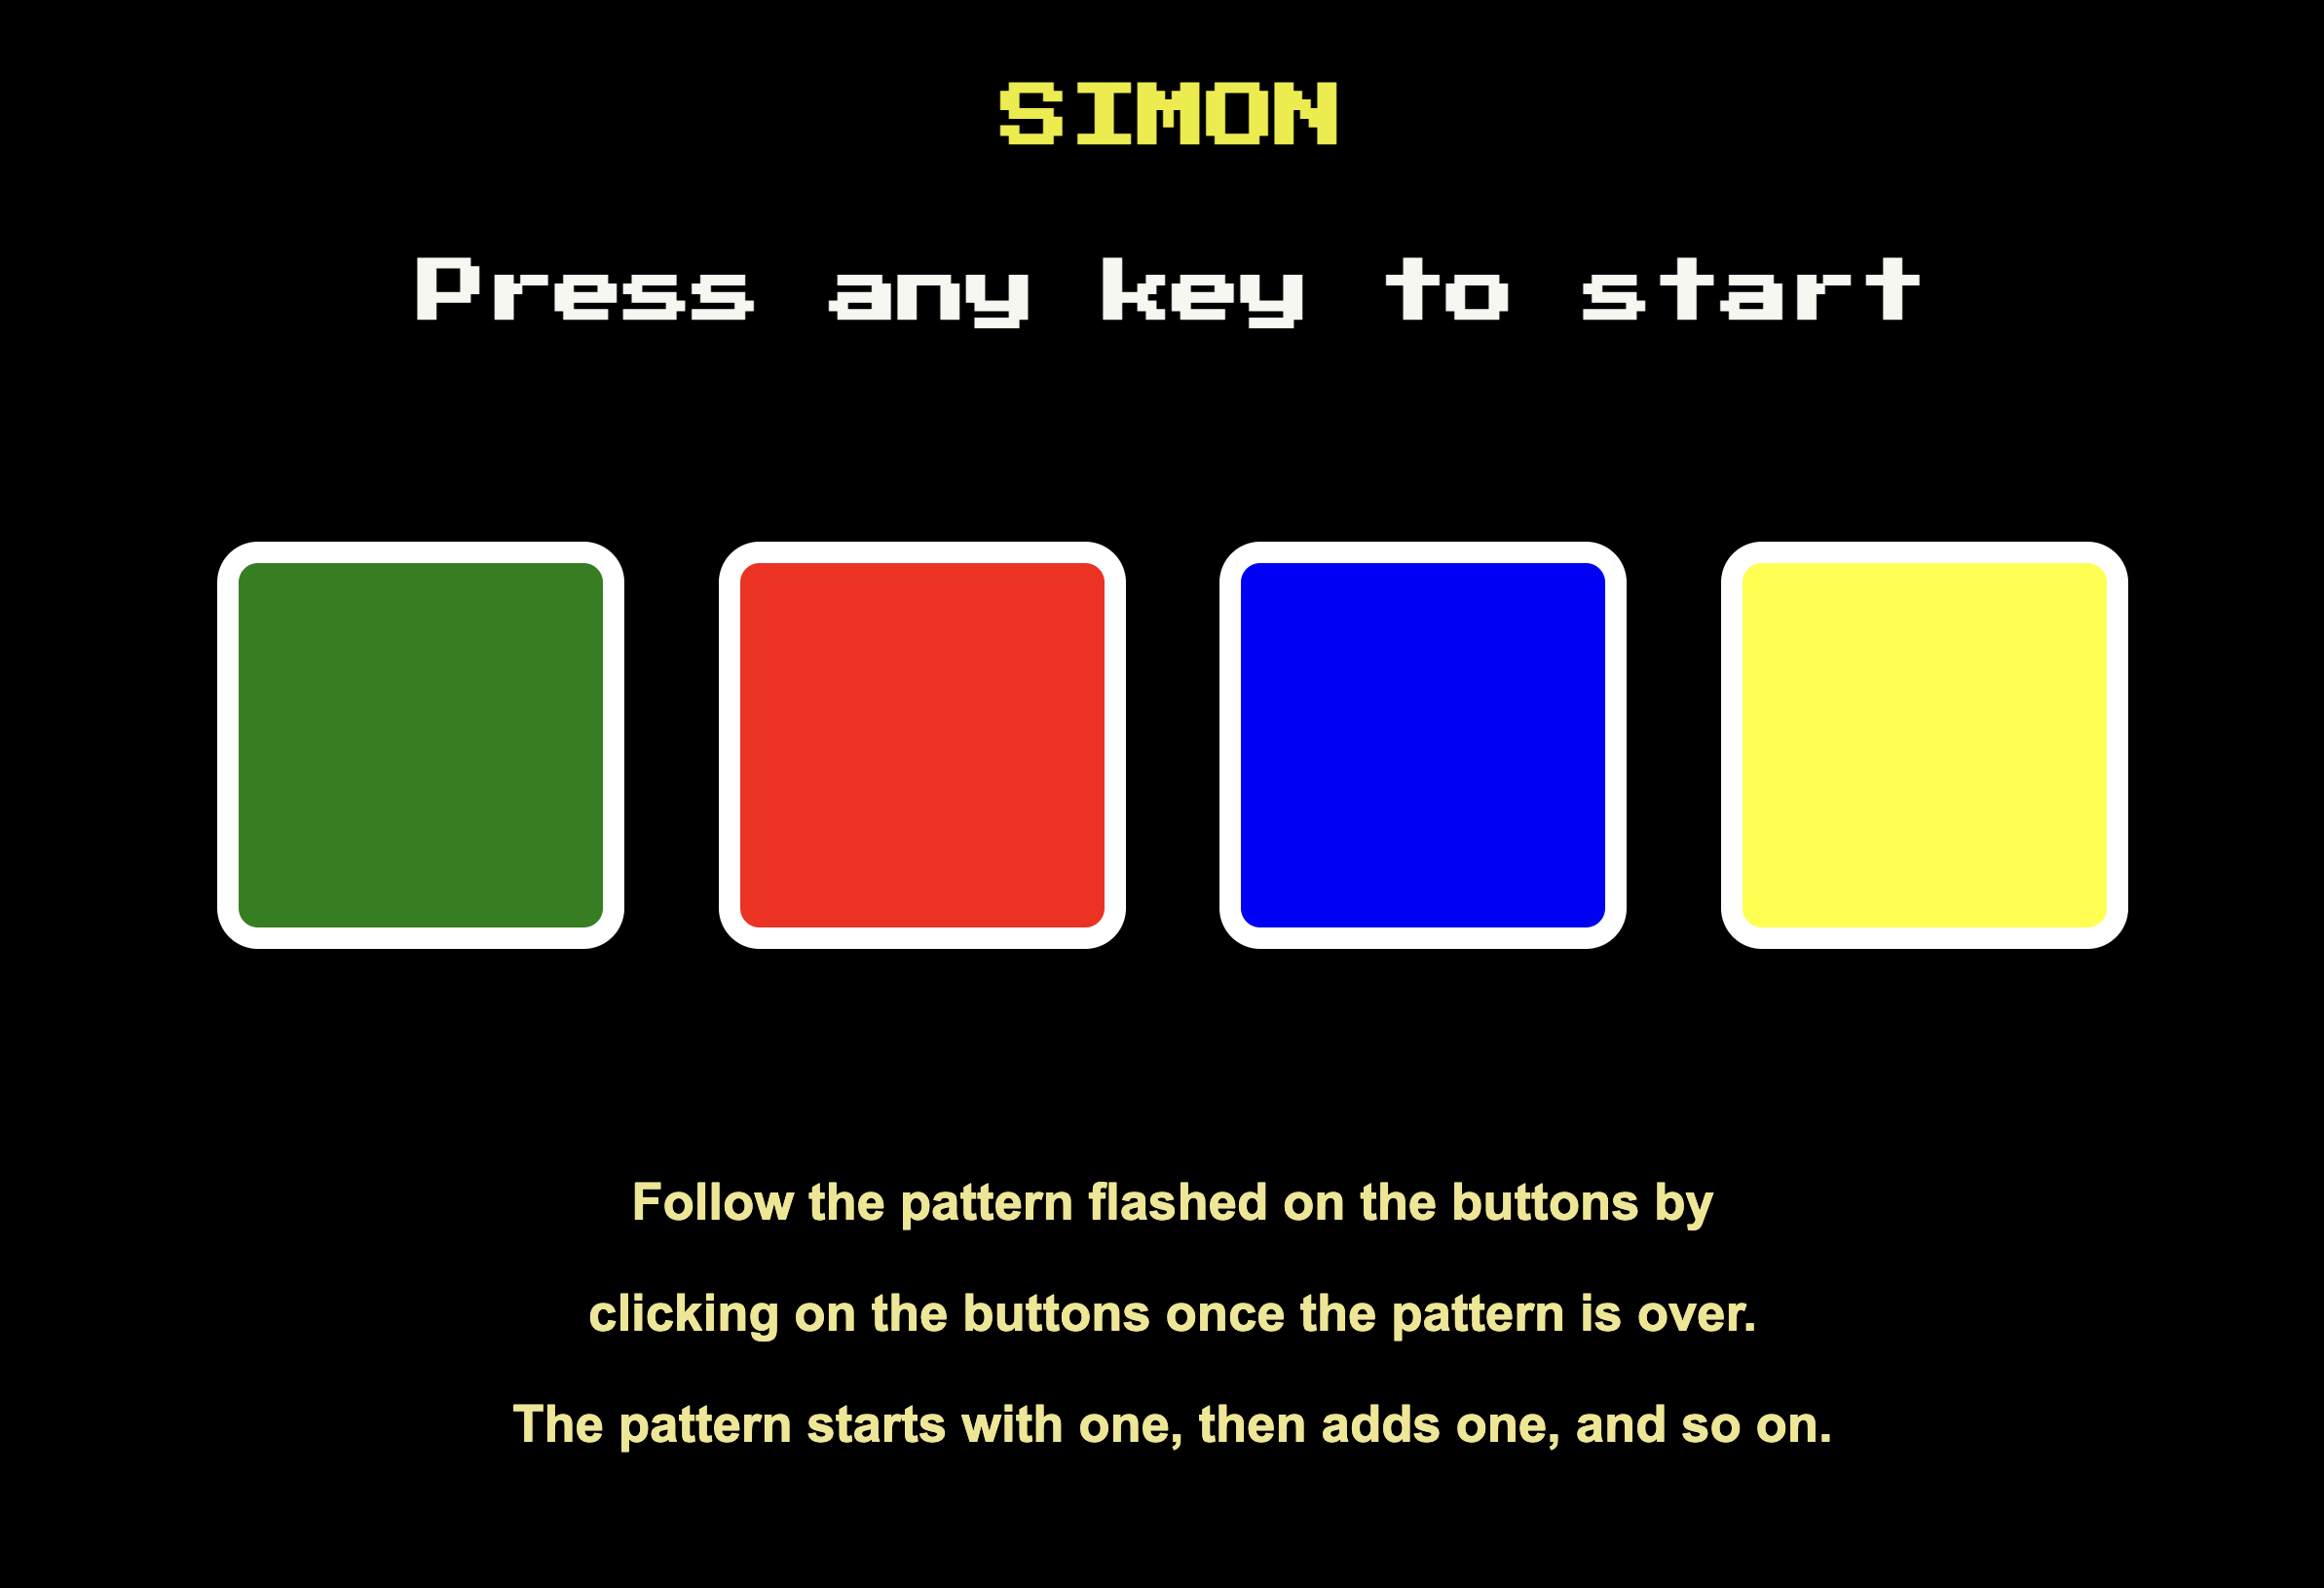 SIMON
Press any key to start
Follow the pattern flashed on the buttons by
clicking on the buttons once the pattern is over.
The pattern starts with one, then adds one, and so on.